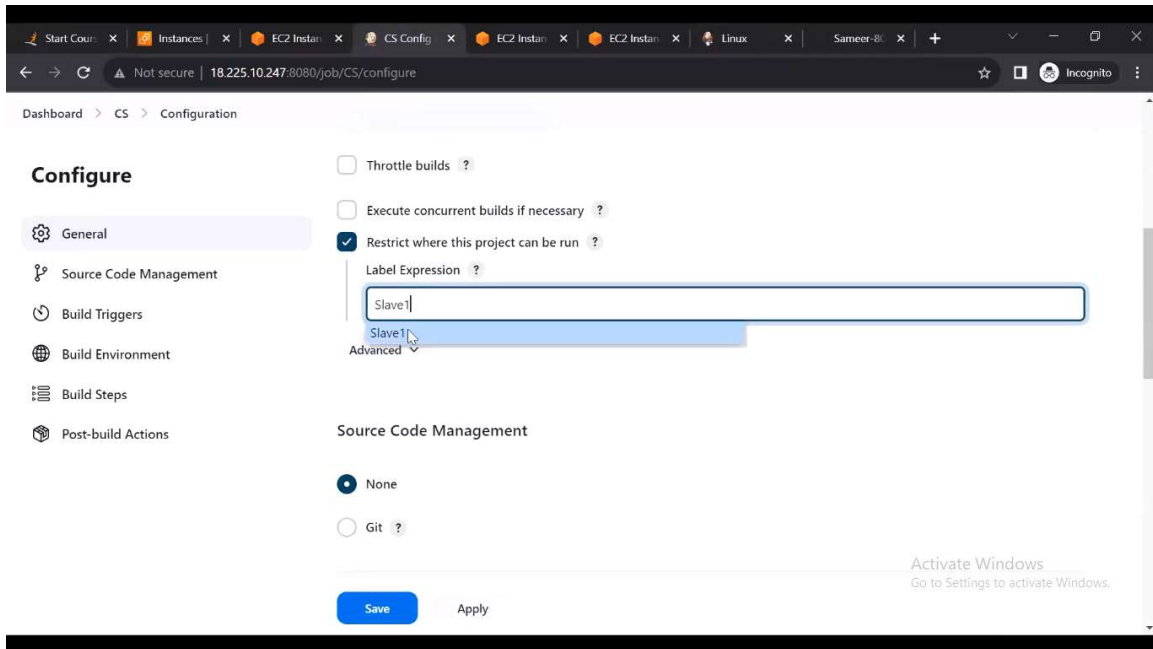 Start Cour
Instances |
EC2 Instan
CS Config
EC2 Instan
EC2 Instan
Linux
Sameer-80
Not secure | 18.225.10.247:8080/job/CS/configure
Incognito
Dashboard > CS > Configuration
Configure
General
Source Code Management
Build Triggers
Build Environment
Build Steps
Post-build Actions
Throttle builds ?
Execute concurrent builds if necessary ?
Restrict where this project can be run ?
Label Expression ?
Slave1
Slave1
Advanced
Source Code Management
None
Git ?
Save Apply
Activate Windows
Go to Settings to activate Windows.